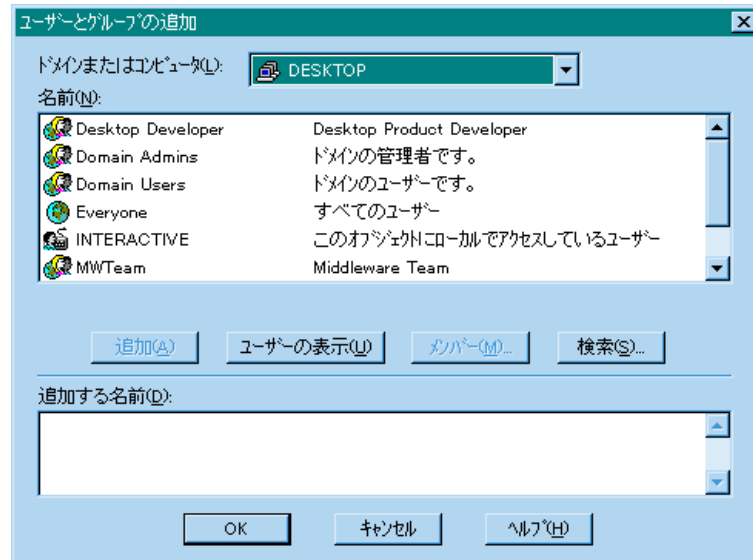 ﾕｰｻﾞｰとｸﾞﾙｰﾌﾟの追加
ﾄﾞﾒｲﾝまたはｺﾝﾋﾟｭｰﾀ(L):
DESKTOP
名前(N):
Desktop Developer Desktop Product Developer
Domain Admins ﾄﾞﾒｲﾝの管理者です。
Domain Users ﾄﾞﾒｲﾝのﾕｰｻﾞｰです。
Everyone すべてのﾕｰｻﾞｰ
INTERACTIVE このｵﾌﾞｼﾞｪｸﾄにﾛｰｶﾙでｱｸｾｽしているﾕｰｻﾞｰ
MWTeam Middleware Team
追加(A) ﾕｰｻﾞｰの表示(U) ﾒﾝﾊﾞｰ(M)... 検索(S)...
追加する名前(D):
OK ｷｬﾝｾﾙ ﾍﾙﾌﾟ(H)